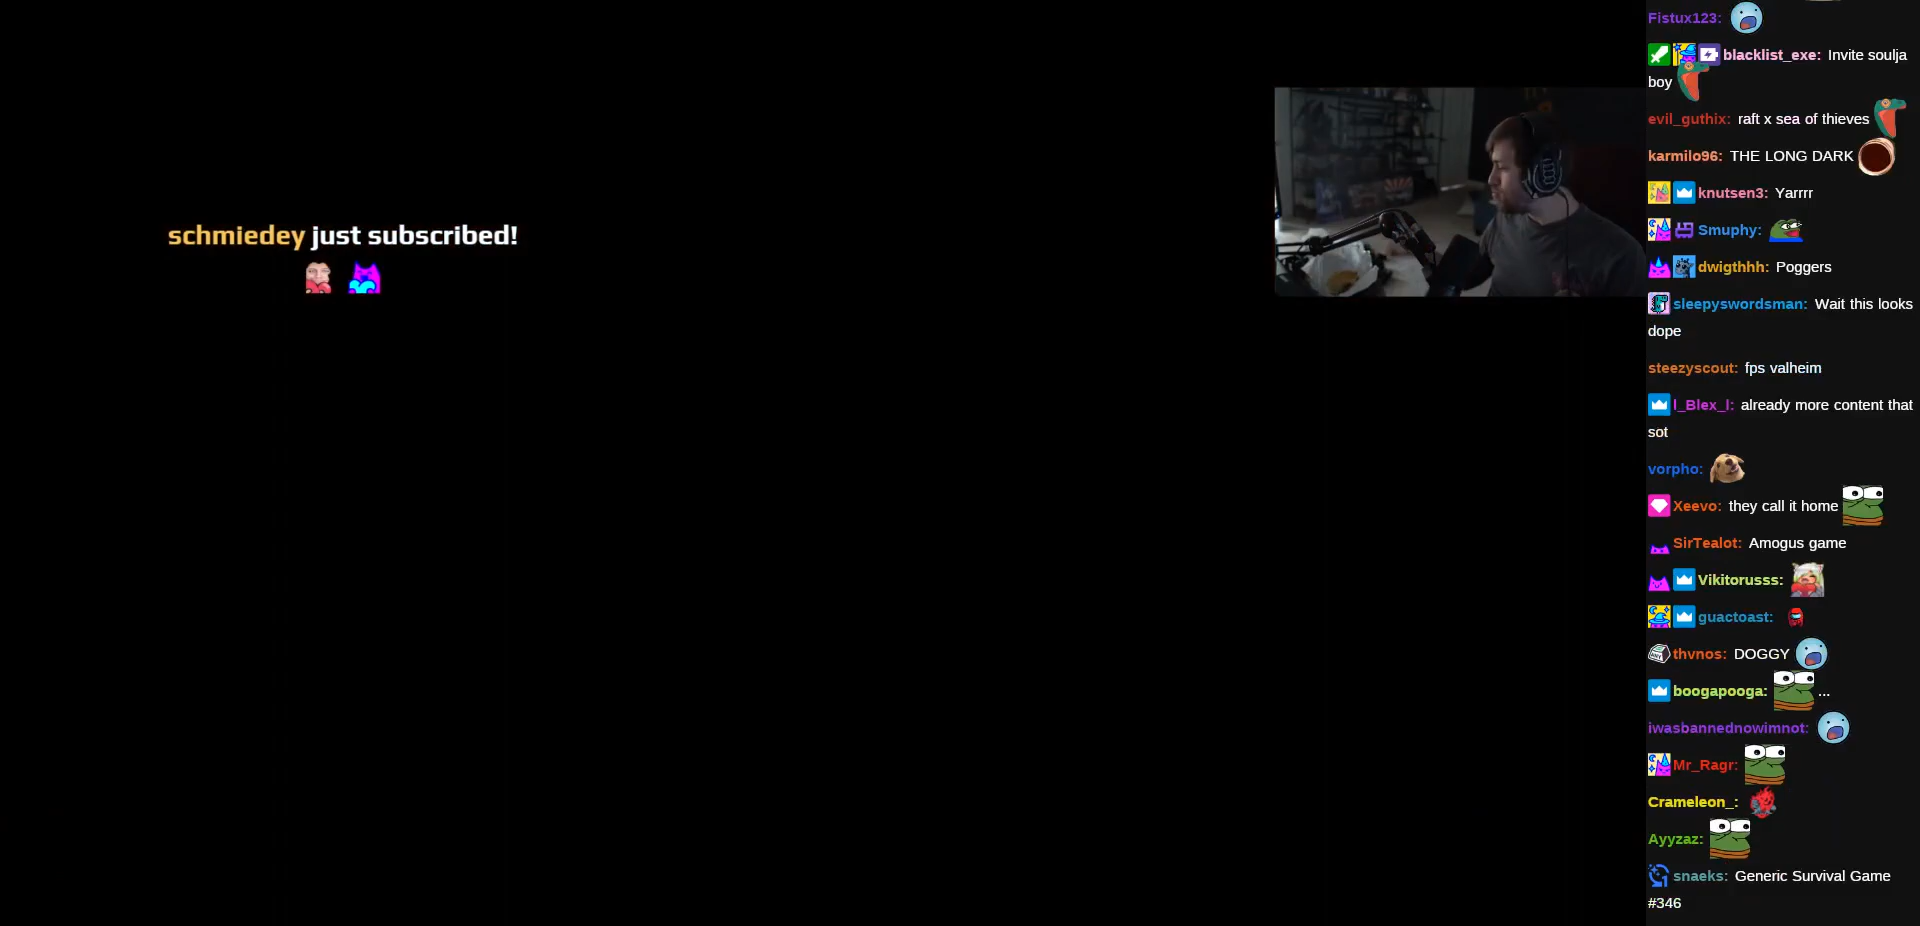 schmiedey just subscribed!
Fistux123:
blacklist_exe: Invite soulja
boy
evil_guthix: raft x sea of thieves
karmilo96: THE LONG DARK
knutsen3: Yarrrr
Smuphy:
dwigthhh: Poggers
sleepyswordsman: Wait this looks
dope
steezyscout: fps valheim
l_Blex_l: already more content that
sot
vorpho:
Xeevo: they call it home
SirTealot: Amogus game
Vikitorusss:
guactoast:
thvnos: DOGGY
boogapooga: ...
iwasbannednowimnot:
Mr_Ragr:
Crameleon_:
Ayyzaz:
snaeks: Generic Survival Game
#346